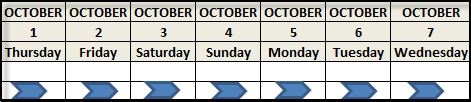 OCTOBER OCTOBER OCTOBER OCTOBER OCTOBER OCTOBER OCTOBER
1 2 3 4 5 6 7
Thursday Friday Saturday Sunday Monday Tuesday Wednesday